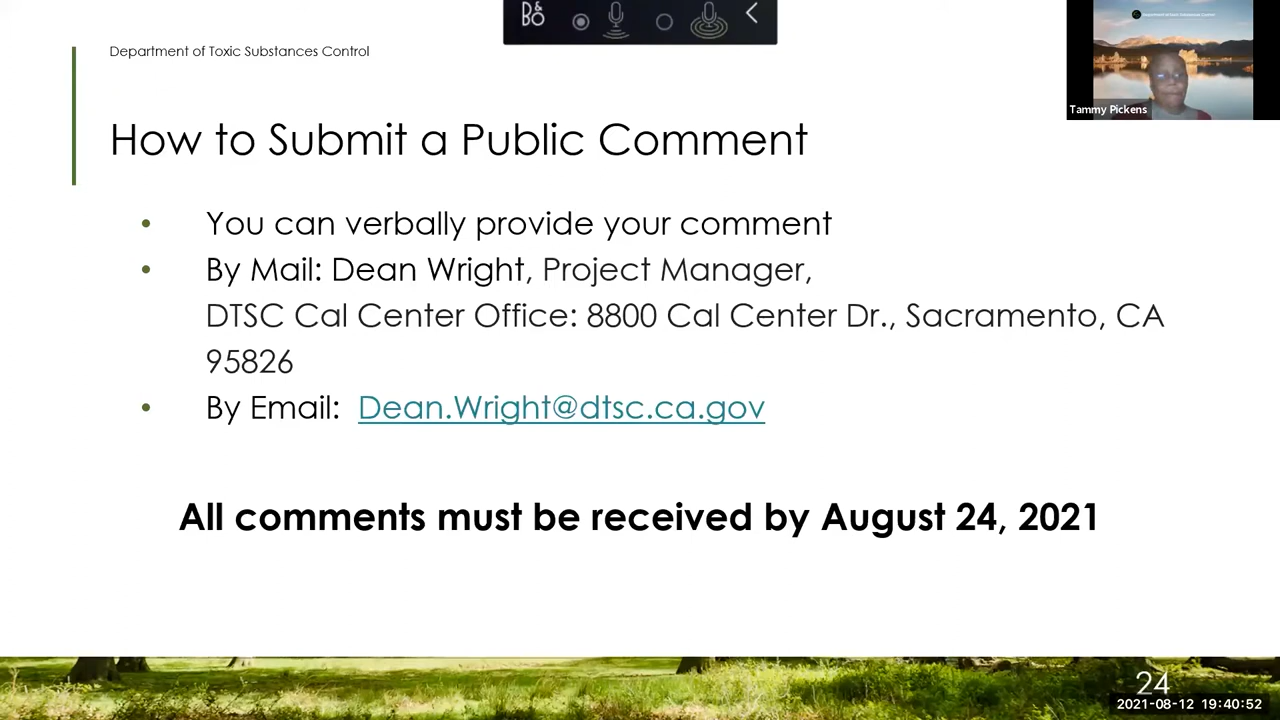 B&O
Department of Toxic Substances Control
Tammy Pickens
How to Submit a Public Comment
• You can verbally provide your comment
• By Mail: Dean Wright, Project Manager,
DTSC Cal Center Office: 8800 Cal Center Dr., Sacramento, CA
95826
• By Email: Dean.Wright@dtsc.ca.gov
All comments must be received by August 24, 2021
24
2021-08-12 19:40:52